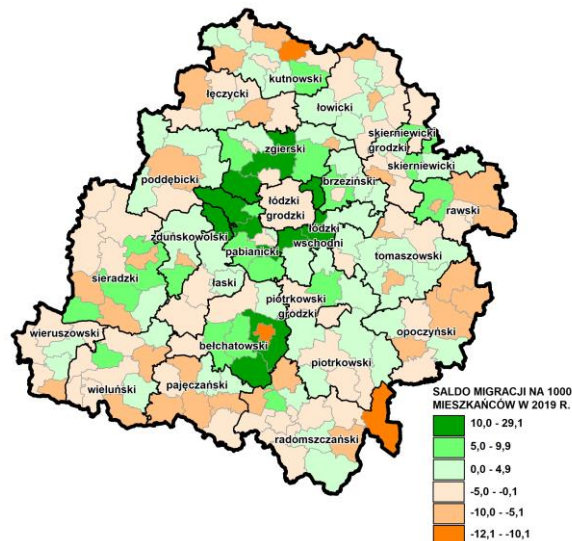 kutnowski
łęczycki
łowicki
skierniewicki
grodzki
zgierski
skierniewicki
poddębicki
brzeziński
łódzki
grodzki
rawski
łódzki
wschodni
zduńskowolski
pabianicki
tomaszowski
sieradzki
łaski
piotrkowski
grodzki
wieruszowski
opoczyński
bełchatowski
piotrkowski
wieluński
pajęczański
radomszczański
SALDO MIGRACJI NA 1000
MIESZKAŃCÓW W 2019 R.
10,0 - 29,1
5,0 - 9,9
0,0 - 4,9
-5,0 - -0,1
-10,0 - -5,1
-12,1 - -10,1